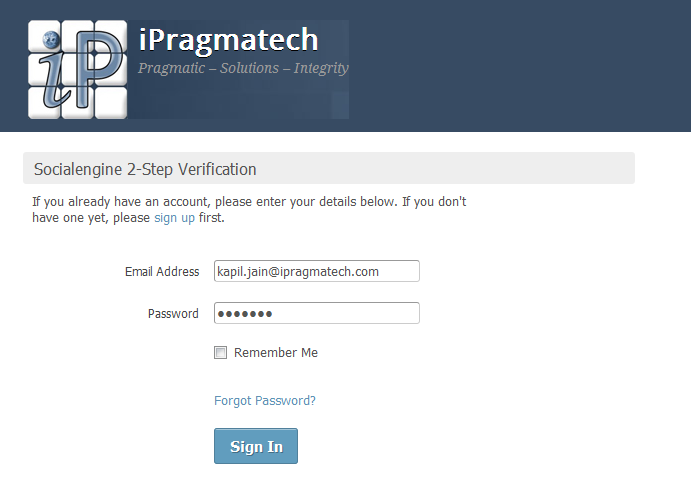 iP
iPragmatech
Pragmatic – Solutions – Integrity
Socialengine 2-Step Verification
If you already have an account, please enter your details below. If you don't
have one yet, please sign up first.
Email Address kapil.jain@ipragmatech.com
Password ●●●●●●●
Remember Me
Forgot Password?
Sign In